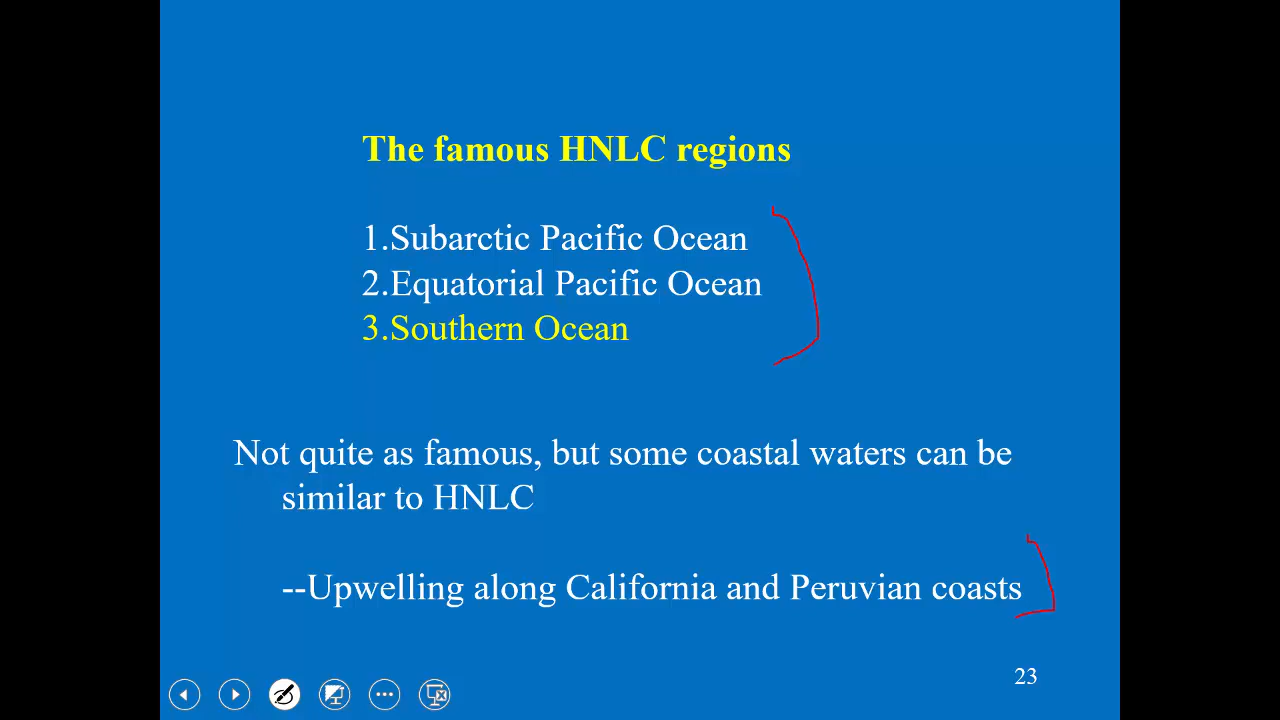 The famous HNLC regions
1.Subarctic Pacific Ocean
2.Equatorial Pacific Ocean
3.Southern Ocean
Not quite as famous, but some coastal waters can be
similar to HNLC
--Upwelling along California and Peruvian coasts
23